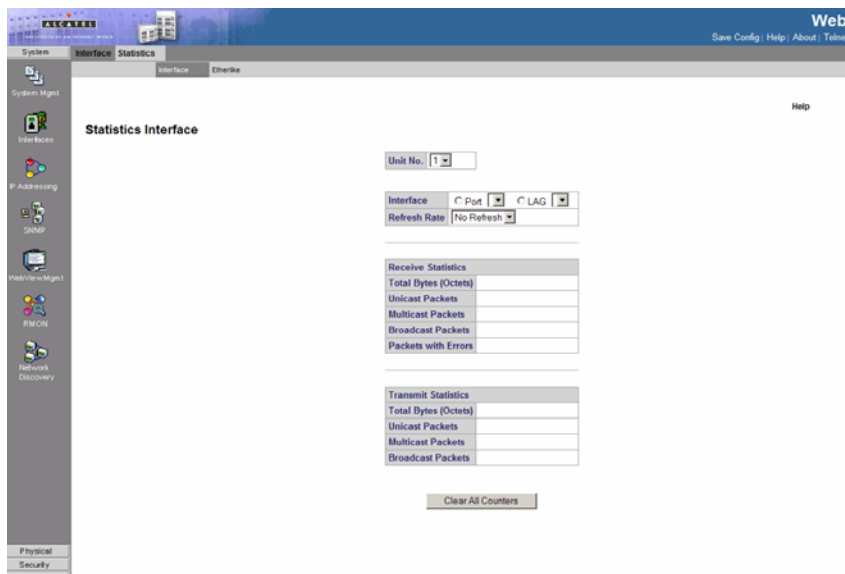 ALCATEL
Web
Save Config | Help | About | Telne
System
Interface Statistics
Interface Etherlike
System Mgmt
Help
Interfaces
Statistics Interface
Unit No. 1
IP Addressing
Interface Port LAG
Refresh Rate No Refresh
SNMP
Receive Statistics
WebViewMgmt
Total Bytes (Octets)
Unicast Packets
Multicast Packets
RMON
Broadcast Packets
Packets with Errors
Network
Discovery
Transmit Statistics
Total Bytes (Octets)
Unicast Packets
Multicast Packets
Broadcast Packets
Clear All Counters
Physical
Security